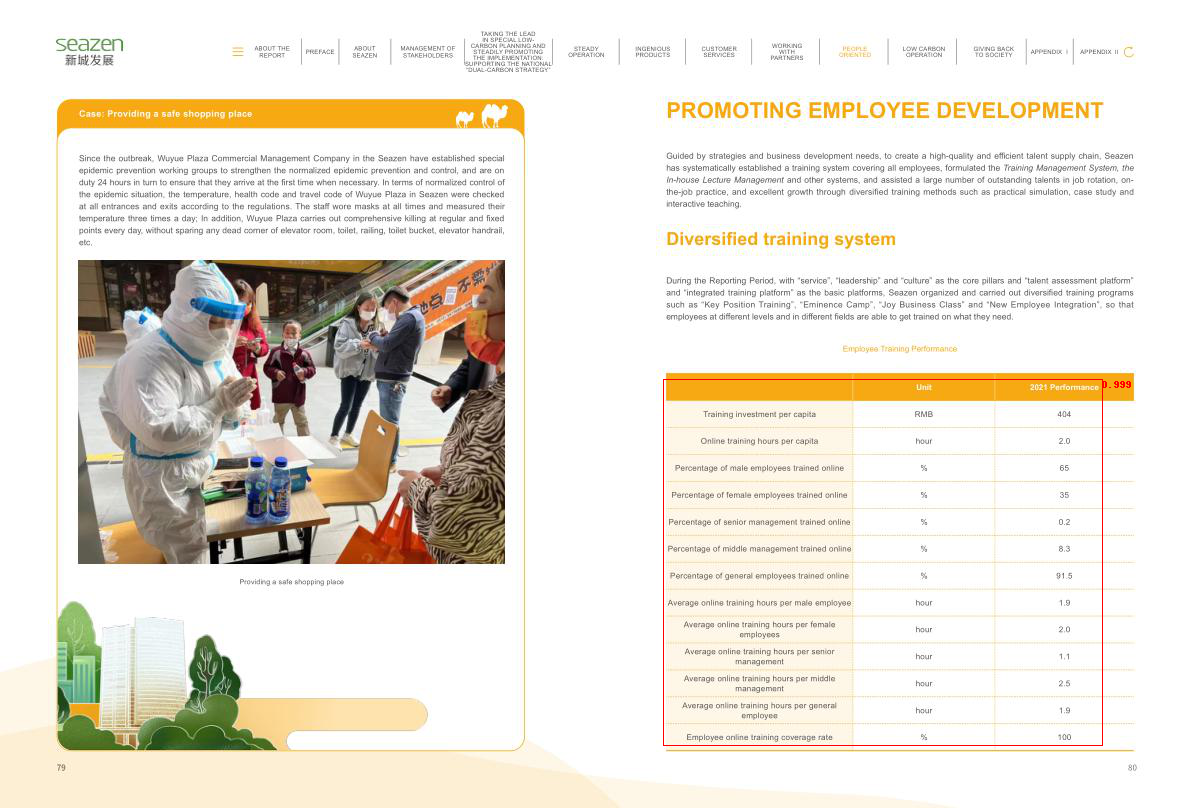 seazen
新城发展
ABOUT THE
REPORT
PREFACE
ABOUT
SEAZEN
MANAGEMENT OF
STAKEHOLDERS
TAKING THE LEAD
IN SPECIAL LOW-
CARBON PLANNING AND
STEADLY PROMOTING
THE IMPLEMENTATION:
SUPPORTING THE NATIONAL
"DUAL-CARBON STRATEGY"
STEADY
OPERATION
INGENIOUS
PRODUCTS
CUSTOMER
SERVICES
WORKING
WITH
PARTNERS
PEOPLE
ORIENTED
LOW CARBON
OPERATION
GIVING BACK
TO SOCIETY
APPENDIX I
APPENDIX II
Case: Providing a safe shopping place
Since the outbreak, Wuyue Plaza Commercial Management Company in the Seazen have established special
epidemic prevention working groups to strengthen the normalized epidemic prevention and control, and are on
duty 24 hours in turn to ensure that they arrive at the first time when necessary. In terms of normalized control of
the epidemic situation, the temperature, health code and travel code of Wuyue Plaza in Seazen were checked
at all entrances and exits according to the regulations. The staff wore masks at all times and measured their
temperature three times a day; In addition, Wuyue Plaza carries out comprehensive killing at regular and fixed
points every day, without sparing any dead corner of elevator room, toilet, railing, toilet bucket, elevator handrail,
etc.
Providing a safe shopping place
79
PROMOTING EMPLOYEE DEVELOPMENT
Guided by strategies and business development needs, to create a high-quality and efficient talent supply chain, Seazen
has systematically established a training system covering all employees, formulated the Training Management System, the
In-house Lecture Management and other systems, and assisted a large number of outstanding talents in job rotation, on-
the-job practice, and excellent growth through diversified training methods such as practical simulation, case study and
interactive teaching.
Diversified training system
During the Reporting Period, with “service”, “leadership” and “culture” as the core pillars and “talent assessment platform”
and “integrated training platform” as the basic platforms, Seazen organized and carried out diversified training programs
such as “Key Position Training”, “Eminence Camp”, “Joy Business Class” and “New Employee Integration”, so that
employees at different levels and in different fields are able to get trained on what they need.
Employee Training Performance
Unit 2021 Performance 0.999
Training investment per capita RMB 404
Online training hours per capita hour 2.0
Percentage of male employees trained online % 65
Percentage of female employees trained online % 35
Percentage of senior management trained online % 0.2
Percentage of middle management trained online % 8.3
Percentage of general employees trained online % 91.5
Average online training hours per male employee hour 1.9
Average online training hours per female
employees hour 2.0
Average online training hours per senior
management hour 1.1
Average online training hours per middle
management hour 2.5
Average online training hours per general
employee hour 1.9
Employee online training coverage rate % 100
80